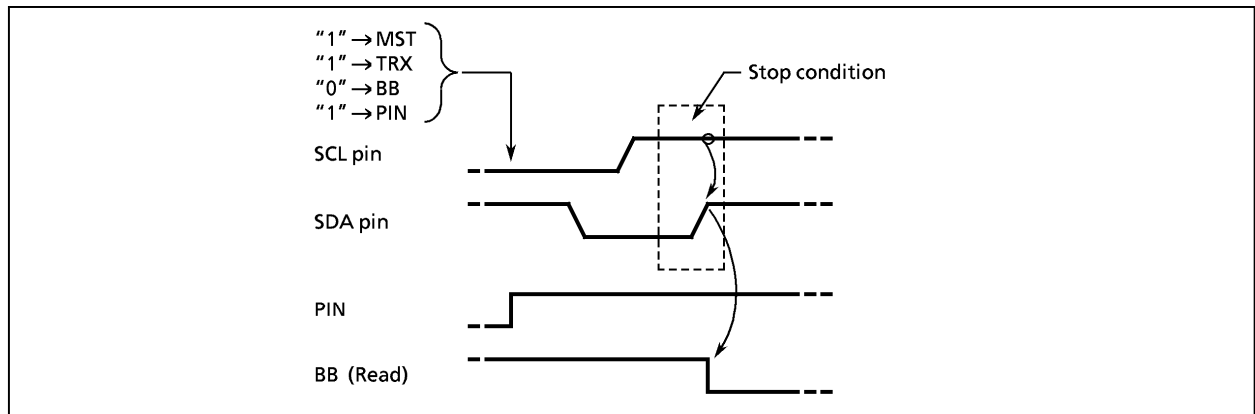 “1” → MST
“1” → TRX
“0” → BB
“1” → PIN
Stop condition
SCL pin
SDA pin
PIN
BB (Read)